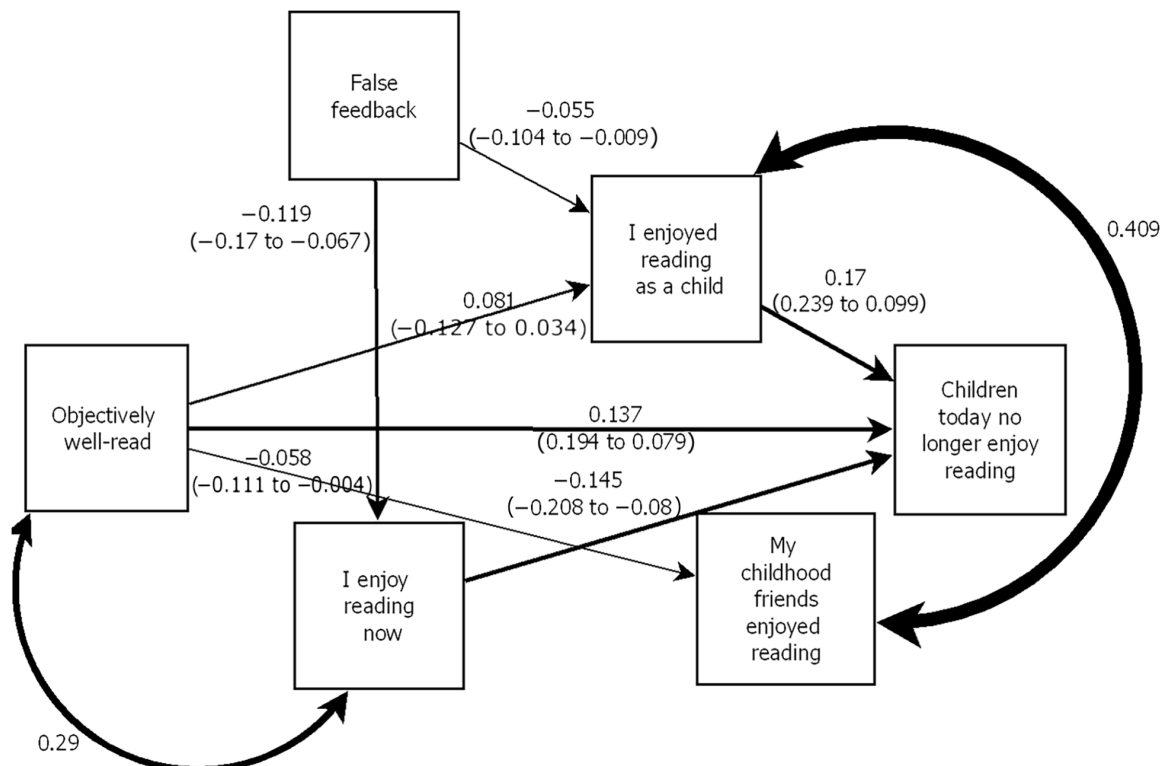 False
feedback
−0.055
(−0.104 to −0.009)
−0.119
(−0.17 to −0.067)
I enjoyed
reading
as a child
0.409
0.17
(0.239 to 0.099)
0.081
(−0.127 to 0.034)
Objectively
well-read
0.137
(0.194 to 0.079)
Children
today no
longer enjoy
reading
−0.058
(−0.111 to −0.004)
−0.145
(−0.208 to −0.08)
I enjoy
reading
now
My
childhood
friends
enjoyed
reading
0.29